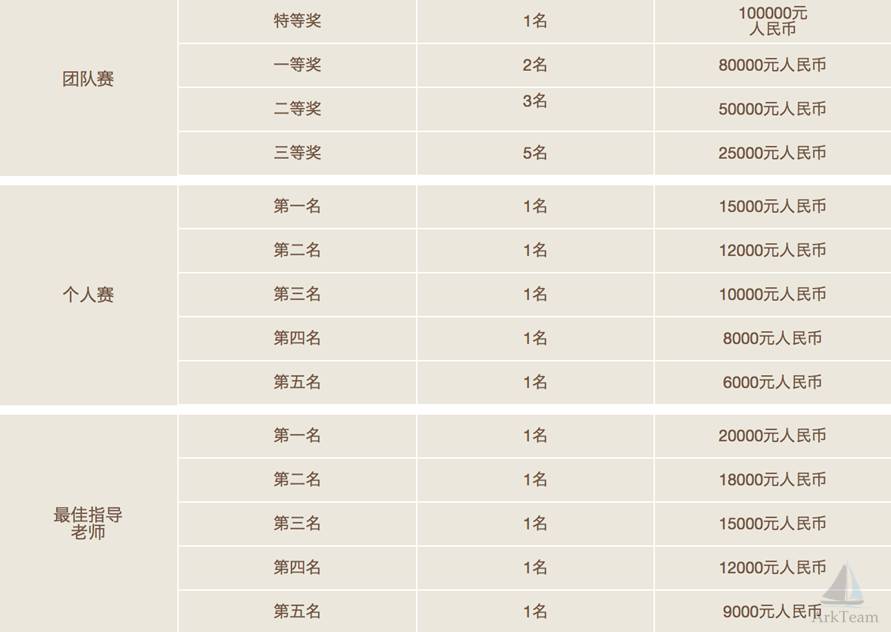 特等奖 1名 100000元
人民币
团队赛
一等奖 2名 80000元人民币
二等奖 3名 50000元人民币
三等奖 5名 25000元人民币
第一名 1名 15000元人民币
第二名 1名 12000元人民币
个人赛 第三名 1名 10000元人民币
第四名 1名 8000元人民币
第五名 1名 6000元人民币
第一名 1名 20000元人民币
第二名 1名 18000元人民币
最佳指导
老师
第三名 1名 15000元人民币
第四名 1名 12000元人民币
第五名 1名 9000元人民币
ArkTeam